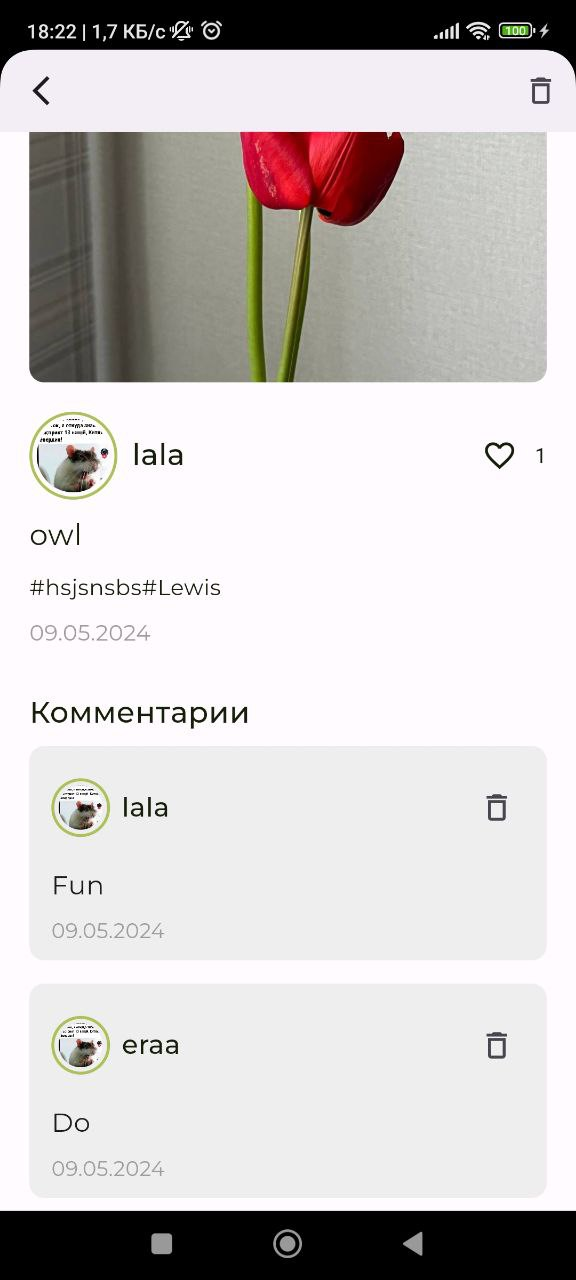 18:22 | 1,7 КБ/с
100
lala
1
owl
#hsjsnsbs#Lewis
09.05.2024
Комментарии
lala
Fun
09.05.2024
eraa
Do
09.05.2024